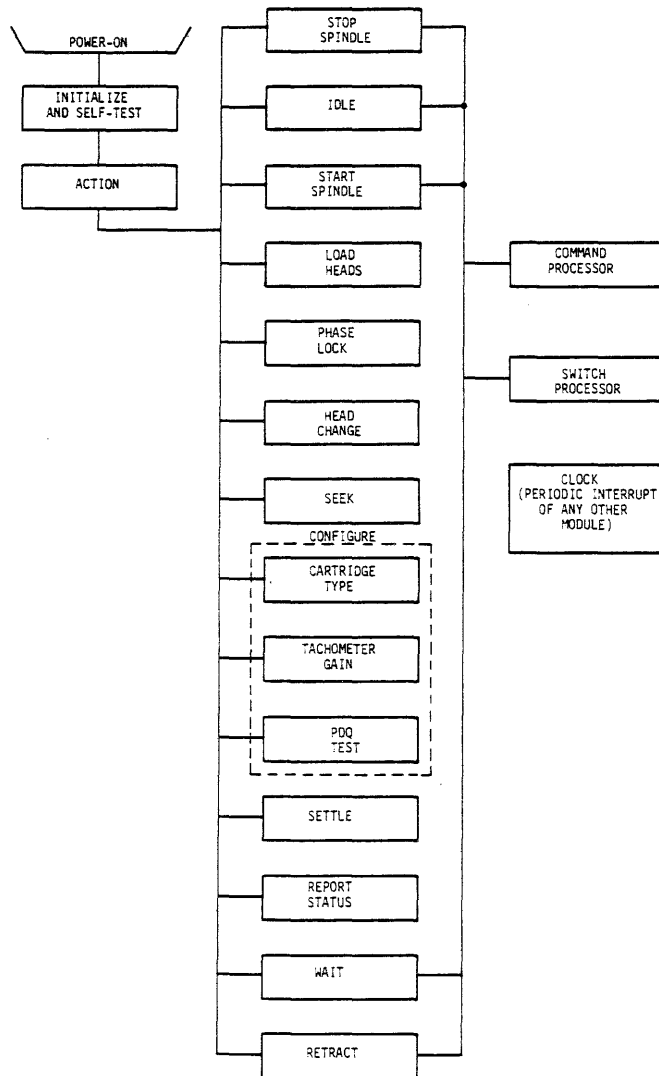 POWER-ON
INITIALIZE
AND SELF-TEST
ACTION
STOP
SPINDLE
IDLE
START
SPINDLE
LOAD
HEADS
PHASE
LOCK
HEAD
CHANGE
SEEK
CONFIGURE
CARTRIDGE
TYPE
TACHOMETER
GAIN
PDQ
TEST
SETTLE
REPORT
STATUS
WAIT
RETRACT
COMMAND
PROCESSOR
SWITCH
PROCESSOR
CLOCK
(PERIODIC INTERRUPT
OF ANY OTHER
MODULE)